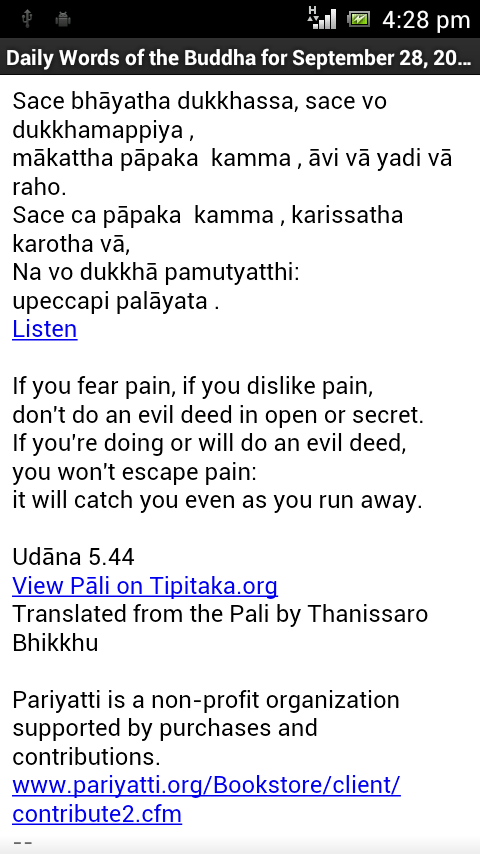 H
4:28 pm
Daily Words of the Buddha for September 28, 20...
Sace bhāyatha dukkhassa, sace vo
dukkhamappiya ,
mākattha pāpaka  kamma , āvi vā yadi vā
raho.
Sace ca pāpaka  kamma , karissatha
karotha vā,
Na vo dukkhā pamutyatthi:
upeccapi palāyata .
Listen
If you fear pain, if you dislike pain,
don't do an evil deed in open or secret.
If you're doing or will do an evil deed,
you won't escape pain:
it will catch you even as you run away.
Udāna 5.44
View Pāli on Tipitaka.org
Translated from the Pali by Thanissaro
Bhikkhu
Pariyatti is a non-profit organization
supported by purchases and
contributions.
www.pariyatti.org/Bookstore/client/
contribute2.cfm
--